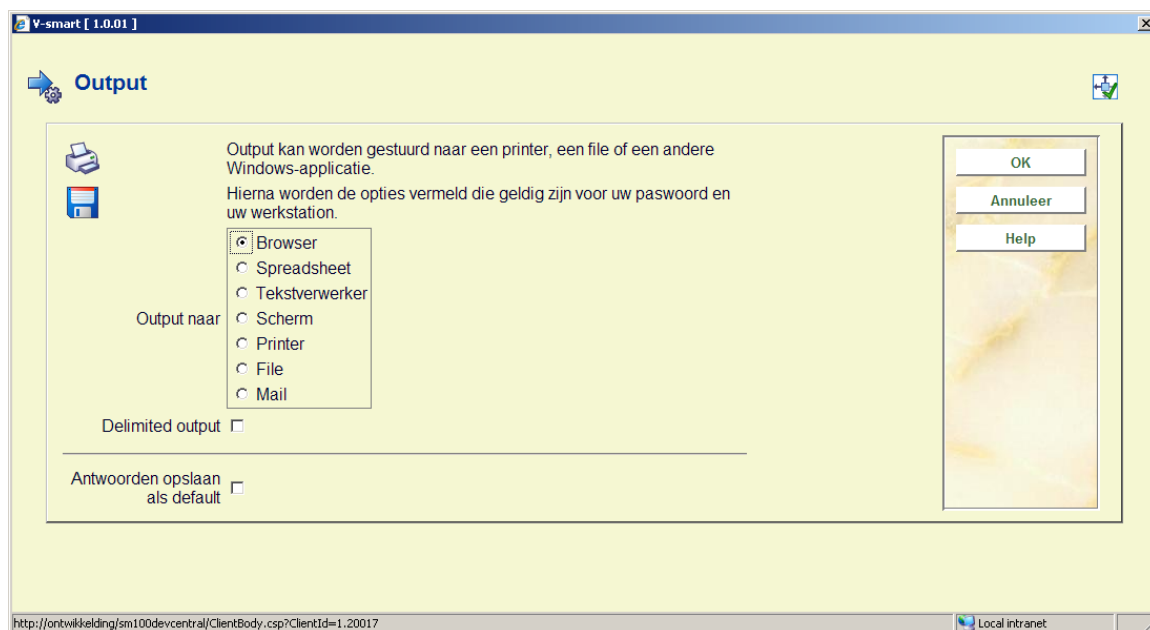 V-smart [ 1.0.01 ]
Output
Output kan worden gestuurd naar een printer, een file of een andere
Windows-applicatie.
Hierna worden de opties vermeld die geldig zijn voor uw paswoord en
uw werkstation.
Output naar
Browser
Spreadsheet
Tekstverwerker
Scherm
Printer
File
Mail
Delimited output
Antwoorden opslaan
als default
OK
Annuleer
Help
http://ontwikkelding/sm100devcentral/ClientBody.csp?ClientId=1.20017
Local intranet